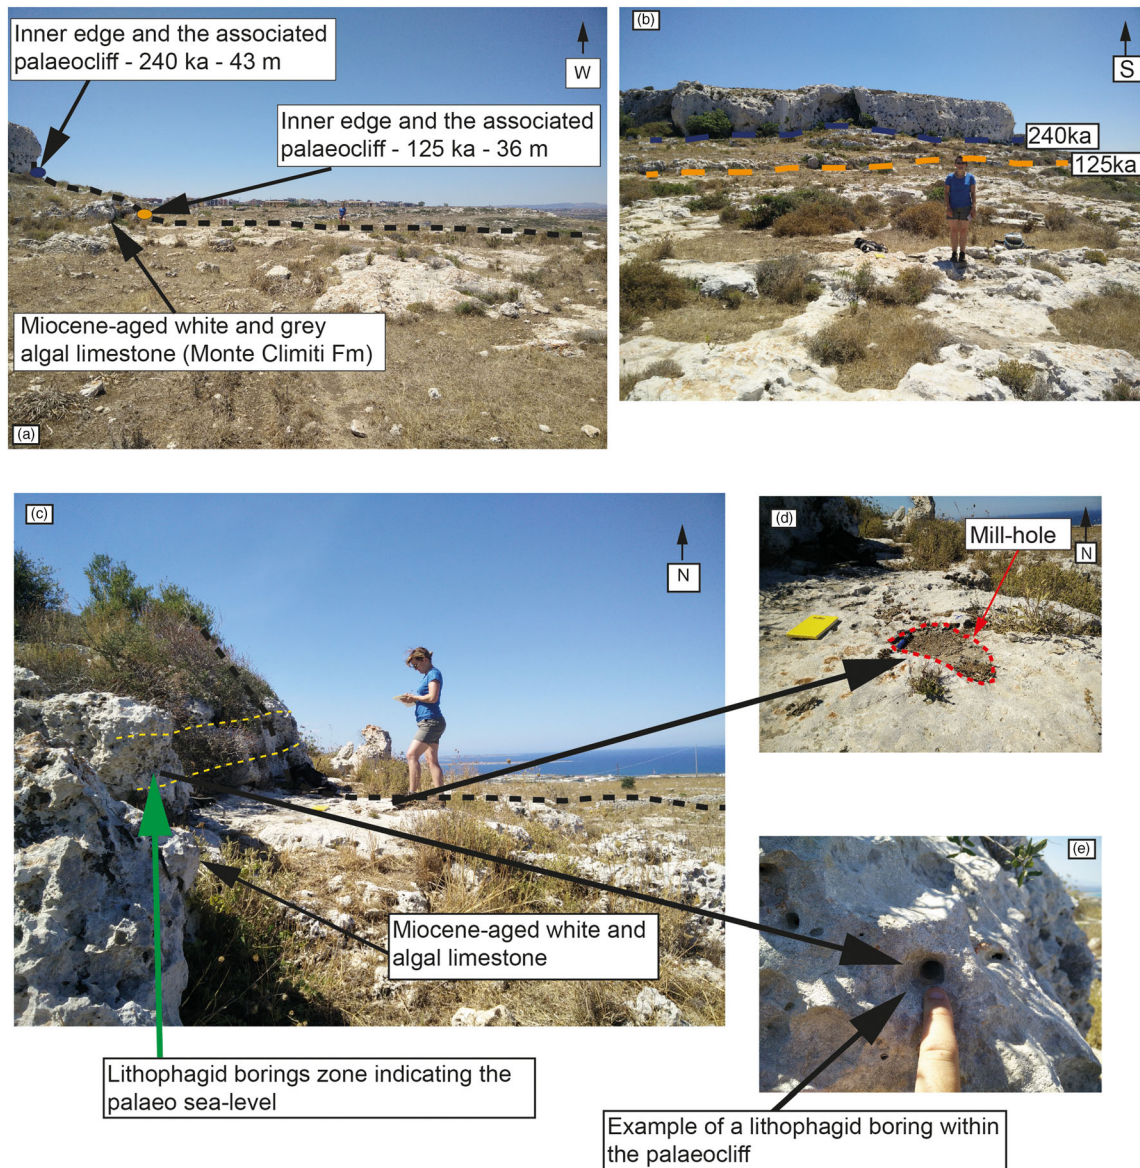 Inner edge and the associated
palaeocliff - 240 ka - 43 m
W
Inner edge and the associated
palaeocliff - 125 ka - 36 m
Miocene-aged white and grey
algal limestone (Monte Climiti Fm)
(a)
(b)
S
240ka
125ka
(c)
N
Miocene-aged white and
algal limestone
Lithophagid borings zone indicating the
palaeo sea-level
(d)
Mill-hole
N
(e)
Example of a lithophagid boring within
the palaeocliff